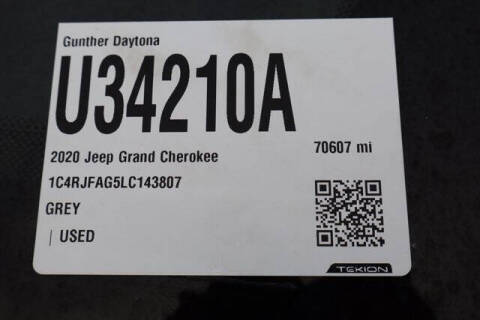 Gunther Daytona
U34210A
2020 Jeep Grand Cherokee 70607 mi
1C4RJFAG5LC143807
GREY
| USED
TEKION